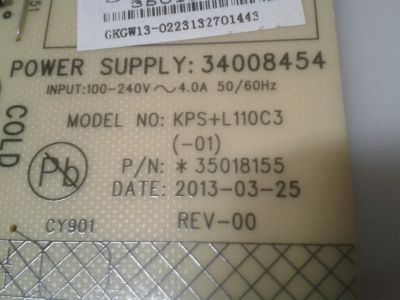 GKGW13-0223132701443
51
POWER SUPPLY: 34008454
INPUT:100-240V～4.0A 50/60Hz
COLD
MODEL NO: KPS+L110C3
(-01)
Pb
P/N: *35018155
DATE: 2013-03-25
CY901
REV-00